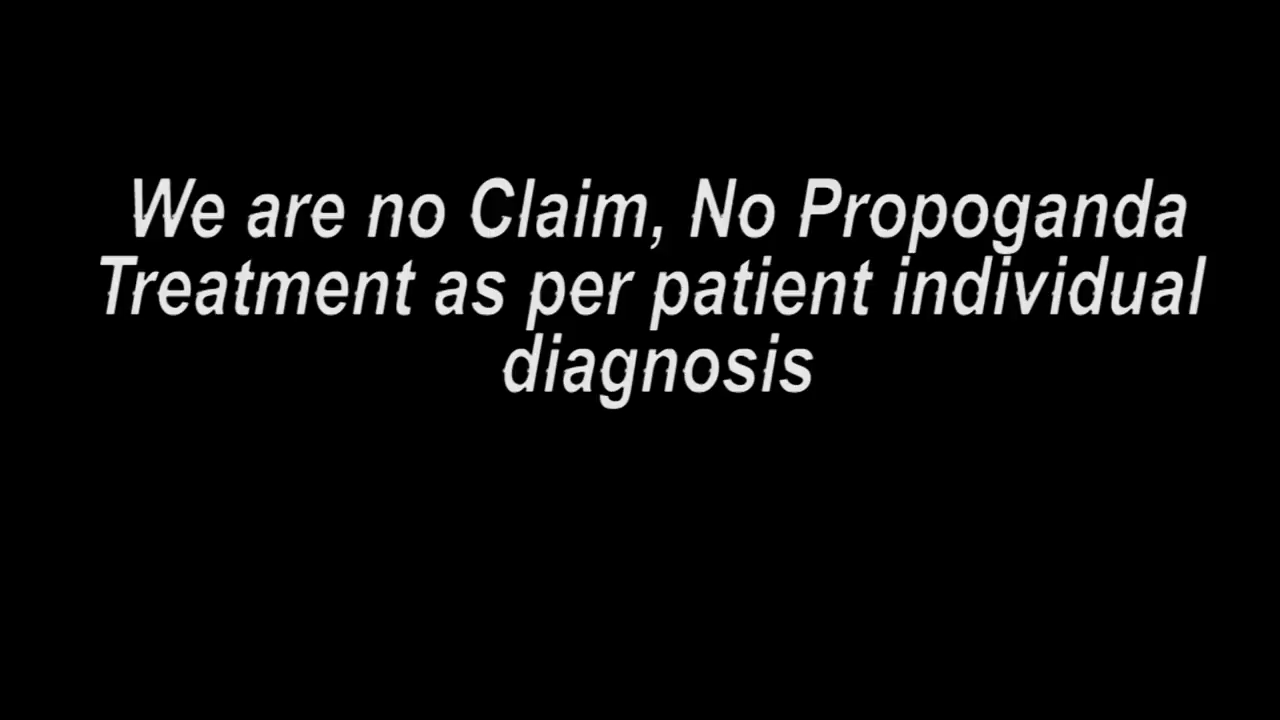 We are no Claim, No Propoganda
Treatment as per patient individual
diagnosis